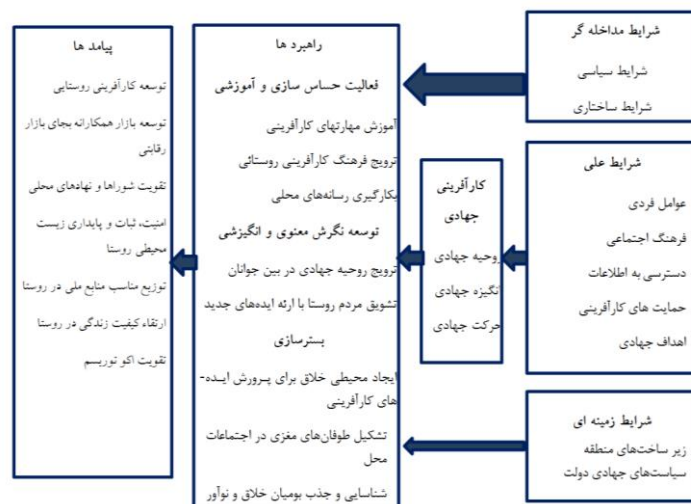 شرایط مداخله گر
شرایط سیاسی
شرایط ساختاری
شرایط علی
عوامل فردی
فرهنگ اجتماعی
دسترسی به اطلاعات
حمایت های کارآفرینی
اهداف جهادی
شرایط زمینه ای
زیر ساخت‌های منطقه
سیاست‌های جهادی دولت
کارآفرینی
جهادی
روحیه جهادی
انگیزه جهادی
حرکت جهادی
راهبرد ها
فعالیت حساس سازی و آموزشی
آموزش مهارتهای کارآفرینی
ترویج فرهنگ کارآفرینی روستائی
بکارگیری رسانه‌های محلی
توسعه نگرش معنوی و انگیزشی
ترویج روحیه جهادی در بین جوانان
تشویق مردم روستا با ارئه ایده‌های جدید
بسترسازی
ایجاد محیطی خلاق برای پـرورش ایـده-
های کارآفرینی
تشکیل طوفان‌های مغزی در اجتماعات
محل
شناسایی و جذب بومیان خلاق و نوآور
پیامد ها
توسعه کارآفرینی روستایی
توسعه بازار همکارانه بجای بازار
رقابتی
تقویت شوراها و نهادهای محلی
امنیت، ثبات و پایداری زیست
محیطی روستا
توزیع مناسب منابع ملی در روستا
ارتقاء کیفیت زندگی در روستا
تقویت اکو توریسم